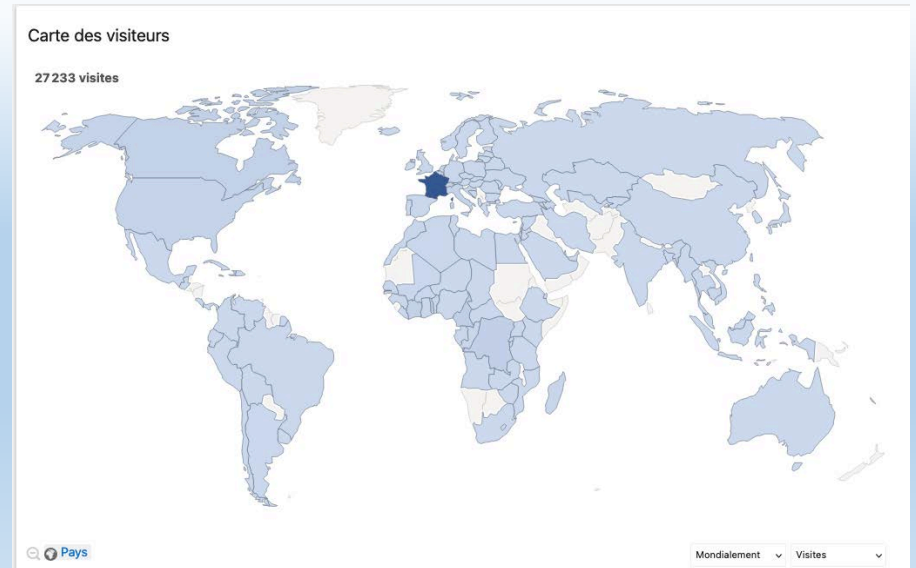 Carte des visiteurs
27 233 visites
Pays
Mondialement
Visites